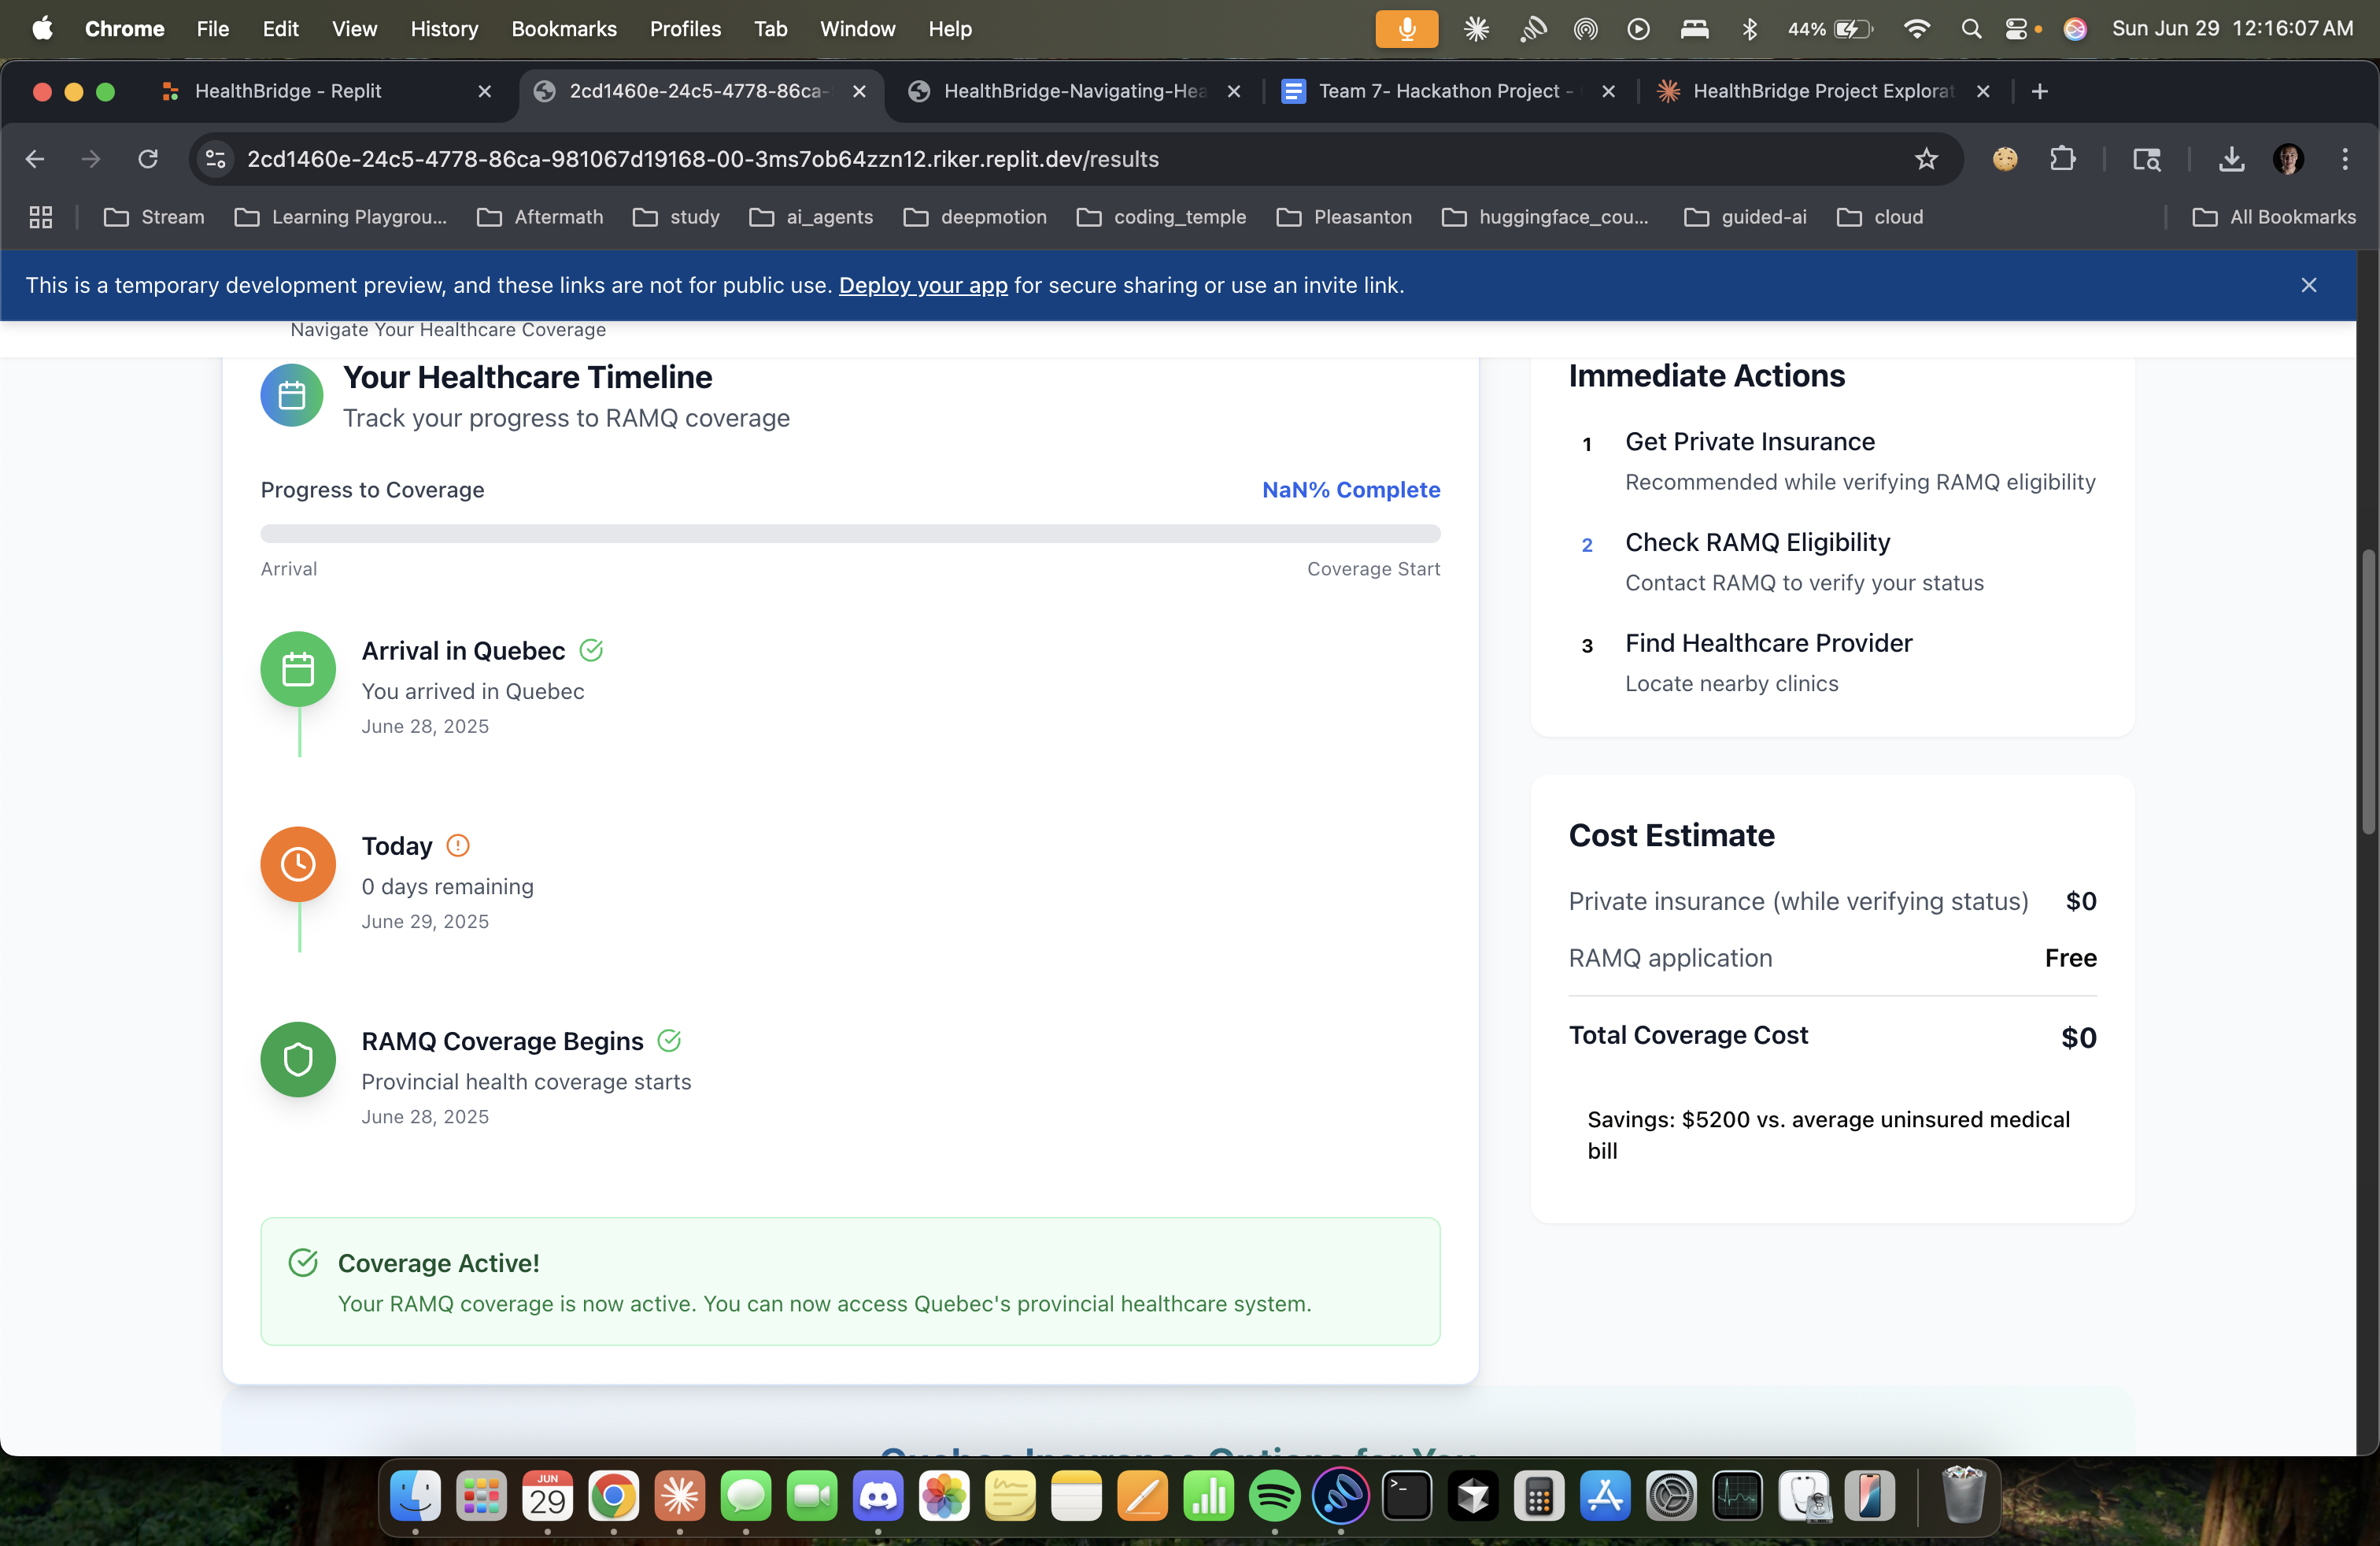 Chrome File Edit View History Bookmarks Profiles Tab Window Help 44% Sun Jun 29 12:16:07 AM
HealthBridge - Replit
2cd1460e-24c5-4778-86ca-
HealthBridge-Navigating-Hea
Team 7- Hackathon Project -
HealthBridge Project Explorat
2cd1460e-24c5-4778-86ca-981067d19168-00-3ms7ob64zzn12.riker.replit.dev/results
Stream Learning Playgrou... Aftermath study ai_agents deepmotion coding_temple Pleasanton huggingface_cou... guided-ai cloud All Bookmarks
This is a temporary development preview, and these links are not for public use. Deploy your app for secure sharing or use an invite link.
Navigate Your Healthcare Coverage
Your Healthcare Timeline
Track your progress to RAMQ coverage
Progress to Coverage NaN% Complete
Arrival Coverage Start
Arrival in Quebec
You arrived in Quebec
June 28, 2025
Today
0 days remaining
June 29, 2025
RAMQ Coverage Begins
Provincial health coverage starts
June 28, 2025
Coverage Active!
Your RAMQ coverage is now active. You can now access Quebec's provincial healthcare system.
Immediate Actions
1 Get Private Insurance
Recommended while verifying RAMQ eligibility
2 Check RAMQ Eligibility
Contact RAMQ to verify your status
3 Find Healthcare Provider
Locate nearby clinics
Cost Estimate
Private insurance (while verifying status) $0
RAMQ application Free
Total Coverage Cost $0
Savings: $5200 vs. average uninsured medical
bill
Quebec Insurance Options for You
JUN
29